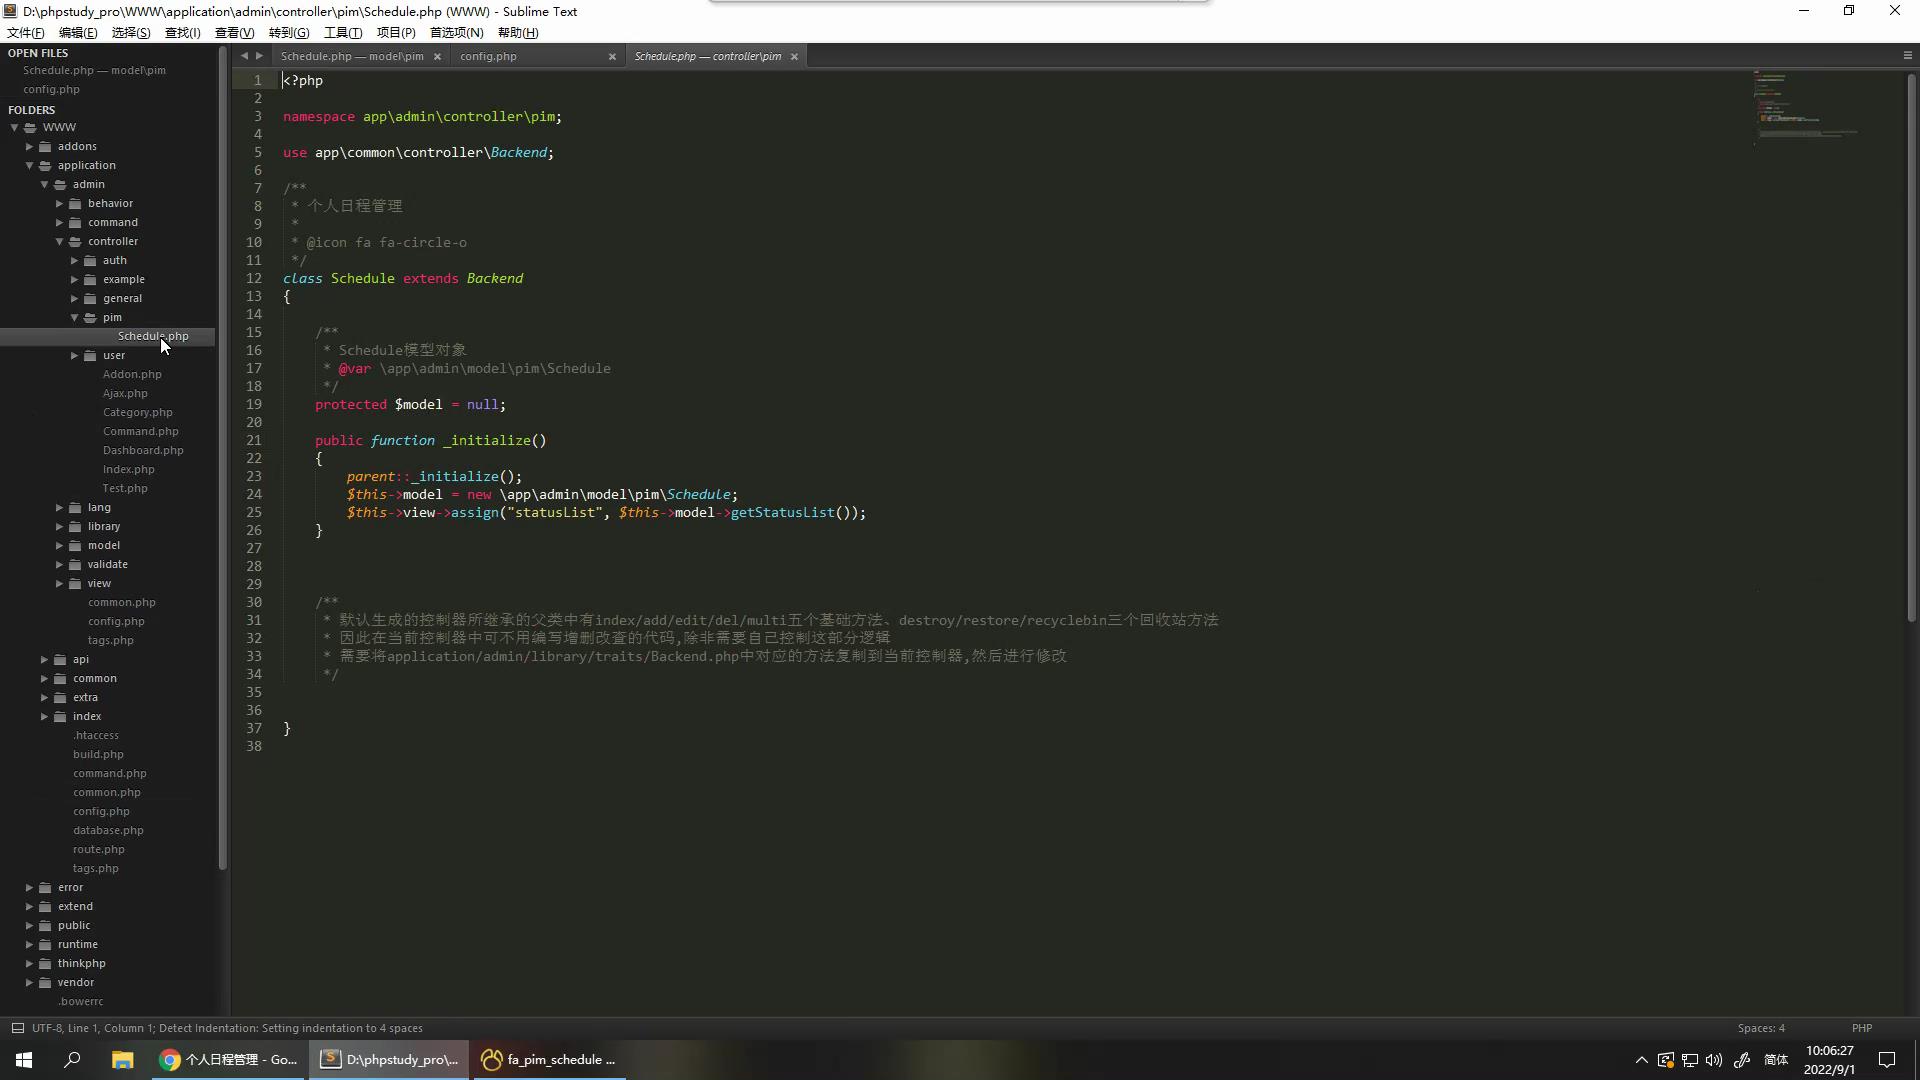 D:\phpstudy_pro\WWW\application\admin\controller\pim\Schedule.php (WWW) - Sublime Text
文件(F) 编辑(E) 选择(S) 查找(I) 查看(V) 转到(G) 工具(T) 项目(P) 首选项(N) 帮助(H)
OPEN FILES
Schedule.php — model\pim
config.php
FOLDERS
WWW
addons
application
admin
behavior
command
controller
auth
example
general
pim
Schedule.php
user
Addon.php
Ajax.php
Category.php
Command.php
Dashboard.php
Index.php
Test.php
lang
library
model
validate
view
common.php
config.php
tags.php
api
common
extra
index
.htaccess
build.php
command.php
common.php
config.php
database.php
route.php
tags.php
error
extend
public
runtime
thinkphp
vendor
.bowerrc
Schedule.php — model\pim × config.php × Schedule.php — controller\pim ×
1 <?php
2
3 namespace app\admin\controller\pim;
4
5 use app\common\controller\Backend;
6
7 /**
8 * 个人日程管理
9 *
10 * @icon fa fa-circle-o
11 */
12 class Schedule extends Backend
13 {
14
15 /**
16 * Schedule模型对象
17 * @var \app\admin\model\pim\Schedule
18 */
19 protected $model = null;
20
21 public function _initialize()
22 {
23 parent::_initialize();
24 $this->model = new \app\admin\model\pim\Schedule;
25 $this->view->assign("statusList", $this->model->getStatusList());
26 }
27
28
29
30 /**
31 * 默认生成的控制器所继承的父类中有index/add/edit/del/multi五个基础方法、destroy/restore/recyclebin三个回收站方法
32 * 因此在当前控制器中可不用编写增删改查的代码,除非需要自己控制这部分逻辑
33 * 需要将application/admin/library/traits/Backend.php中对应的方法复制到当前控制器,然后进行修改
34 */
35
36
37 }
38
UTF-8, Line 1, Column 1; Detect Indentation: Setting indentation to 4 spaces
Spaces: 4 PHP
个人日程管理 - Go...
D:\phpstudy_pro\...
fa_pim_schedule ...
简体
10:06:27
2022/9/1